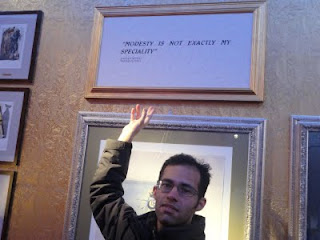 "MODESTY IS NOT EXACTLY MY
SPECIALITY"